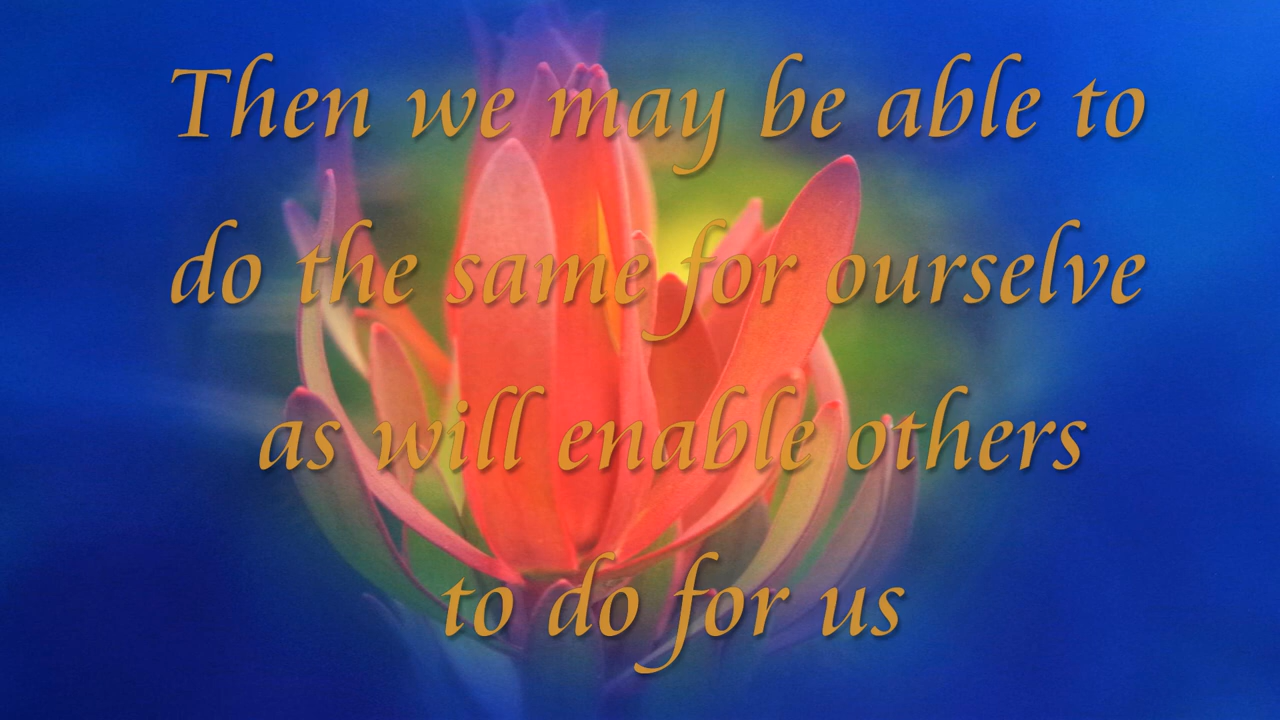 Then we may be able to
do the same for ourselve
as will enable others
to do for us